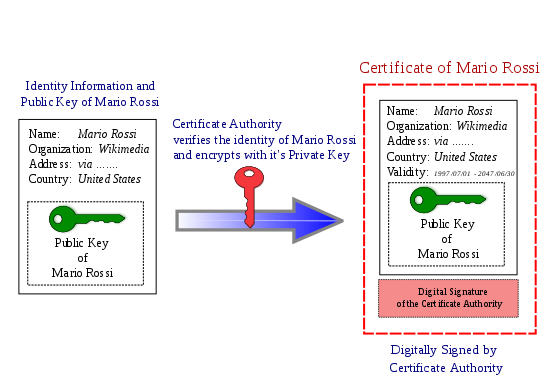 Identity Information and
Public Key of Mario Rossi
Name: Mario Rossi
Organization: Wikimedia
Address: via .......
Country: United States
Public Key
of
Mario Rossi
Certificate Authority
verifies the identity of Mario Rossi
and encrypts with it's Private Key
Certificate of Mario Rossi
Name: Mario Rossi
Organization: Wikimedia
Address: via .......
Country: United States
Validity: 1997/07/01 - 2047/06/30
Public Key
of
Mario Rossi
Digital Signature
of the Certificate Authority
Digitally Signed by
Certificate Authority